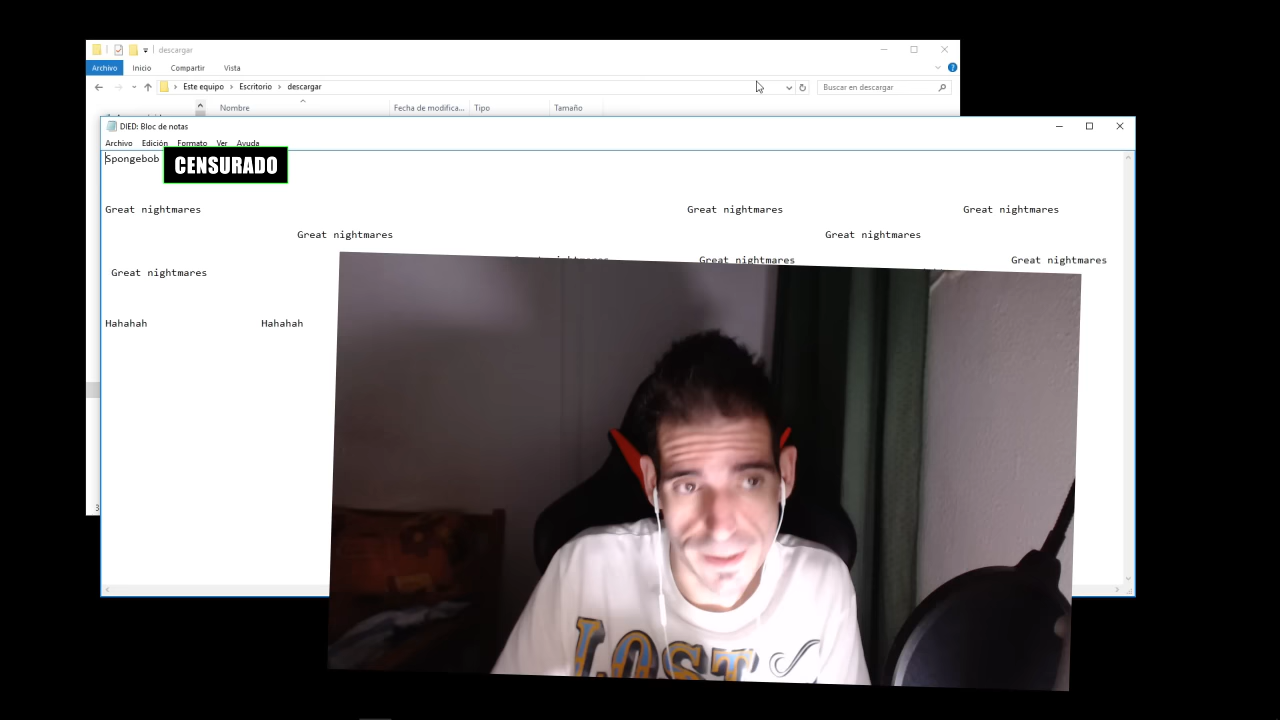 descargar
Archivo Inicio Compartir Vista
Este equipo Escritorio descargar Buscar en descargar
Nombre Fecha de modifica... Tipo Tamaño
DIED: Bloc de notas
Archivo Edición Formato Ver Ayuda
Spongebob CENSURADO
Great nightmares Great nightmares Great nightmares
Great nightmares Great nightmares
Great nightmares Great nightmares
Great nightmares
Hahahah Hahahah
LOST